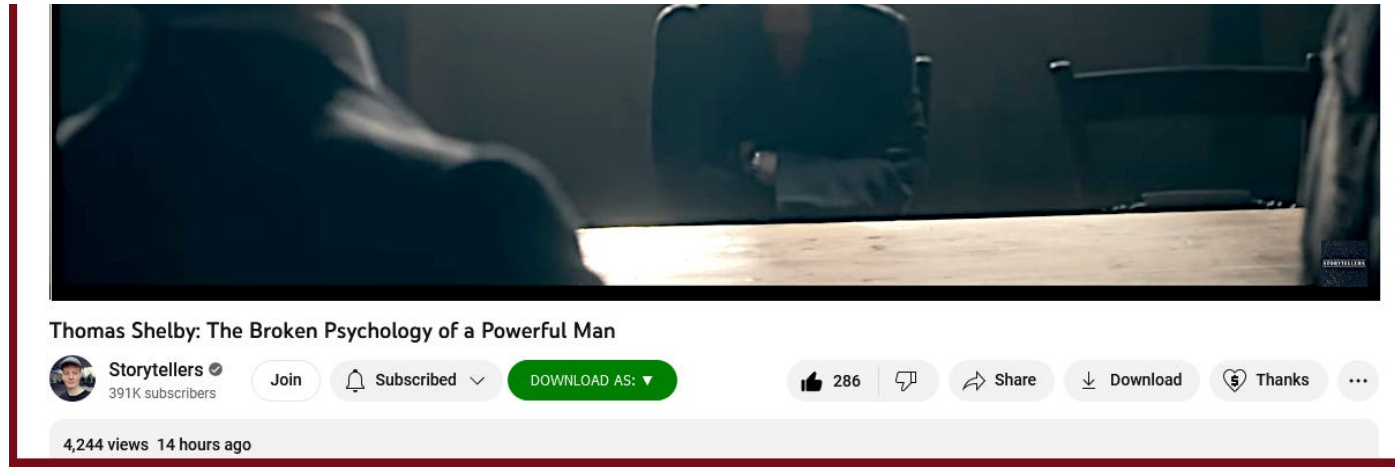 STORYTELLERS
Thomas Shelby: The Broken Psychology of a Powerful Man
Storytellers
391K subscribers
Join
Subscribed
DOWNLOAD AS: ▼
286
Share
Download
Thanks
4,244 views 14 hours ago